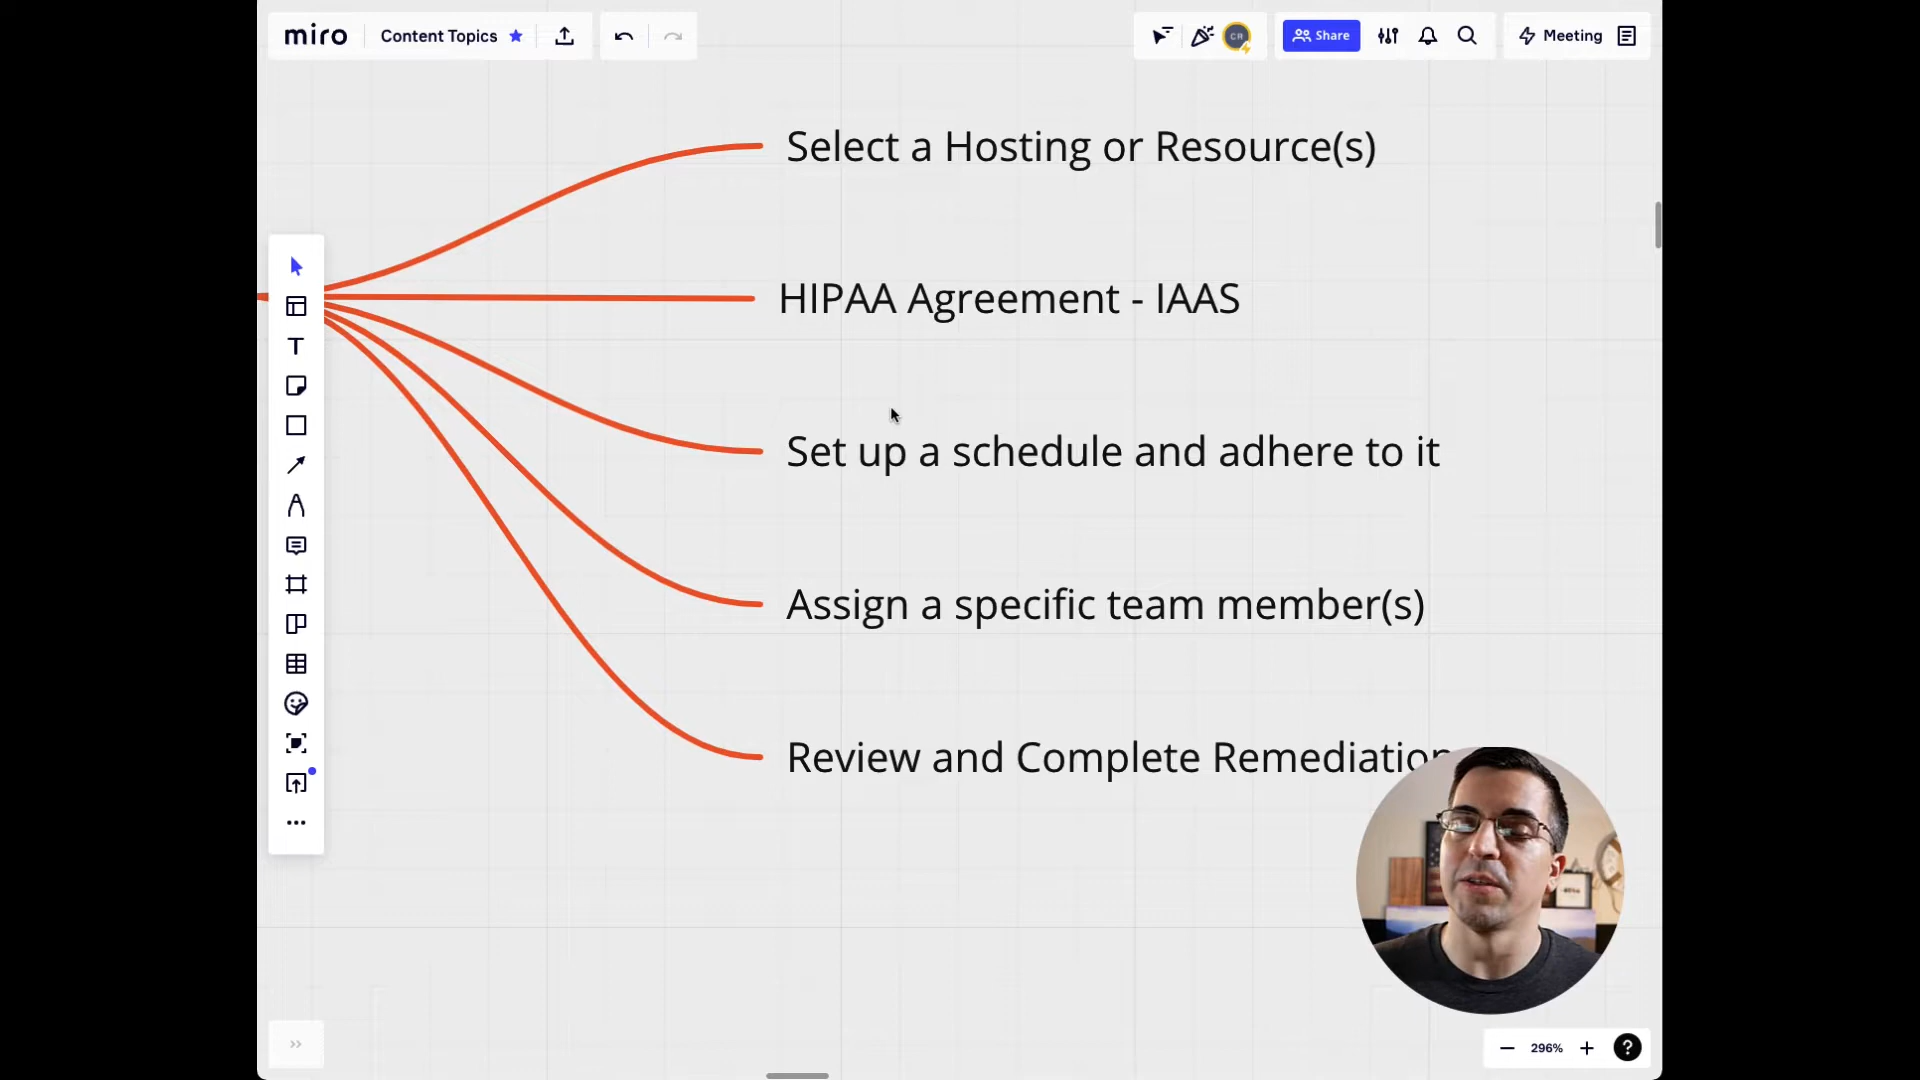 miro
Content Topics
CR
Share
Meeting
Select a Hosting or Resource(s)
HIPAA Agreement - IAAS
Set up a schedule and adhere to it
Assign a specific team member(s)
Review and Complete Remediation
296%